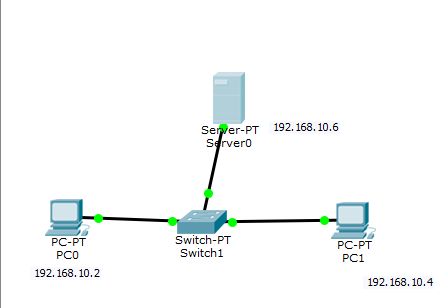 Server-PT
Server0
192.168.10.6
Switch-PT
Switch1
PC-PT
PC0
192.168.10.2
PC-PT
PC1
192.168.10.4